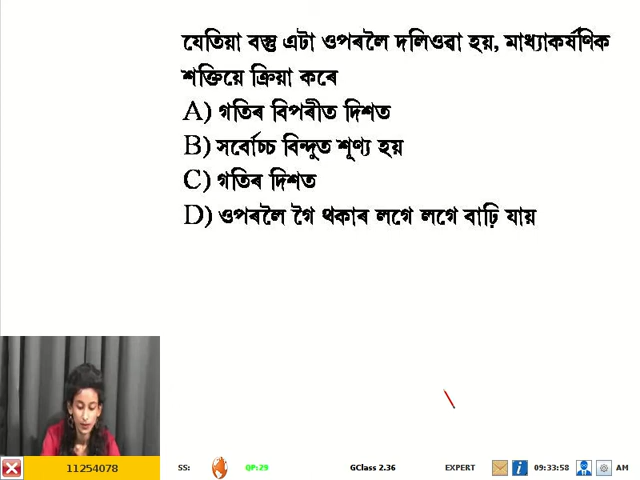 যেতিয়া বস্তু এটা ওপৰলৈ দলিওৱা হয়, মাধ্যাকৰ্ষণিক
শক্তিয়ে ক্ৰিয়া কৰে
A) গতিৰ বিপৰীত দিশত
B) সৰ্বোচ্চ বিন্দুত শূণ্য হয়
C) গতিৰ দিশত
D) ওপৰলৈ গৈ থকাৰ লগে লগে বাঢ়ি যায়
11254078 SS: QP:29 GClass 2.36 EXPERT 09:33:58 AM